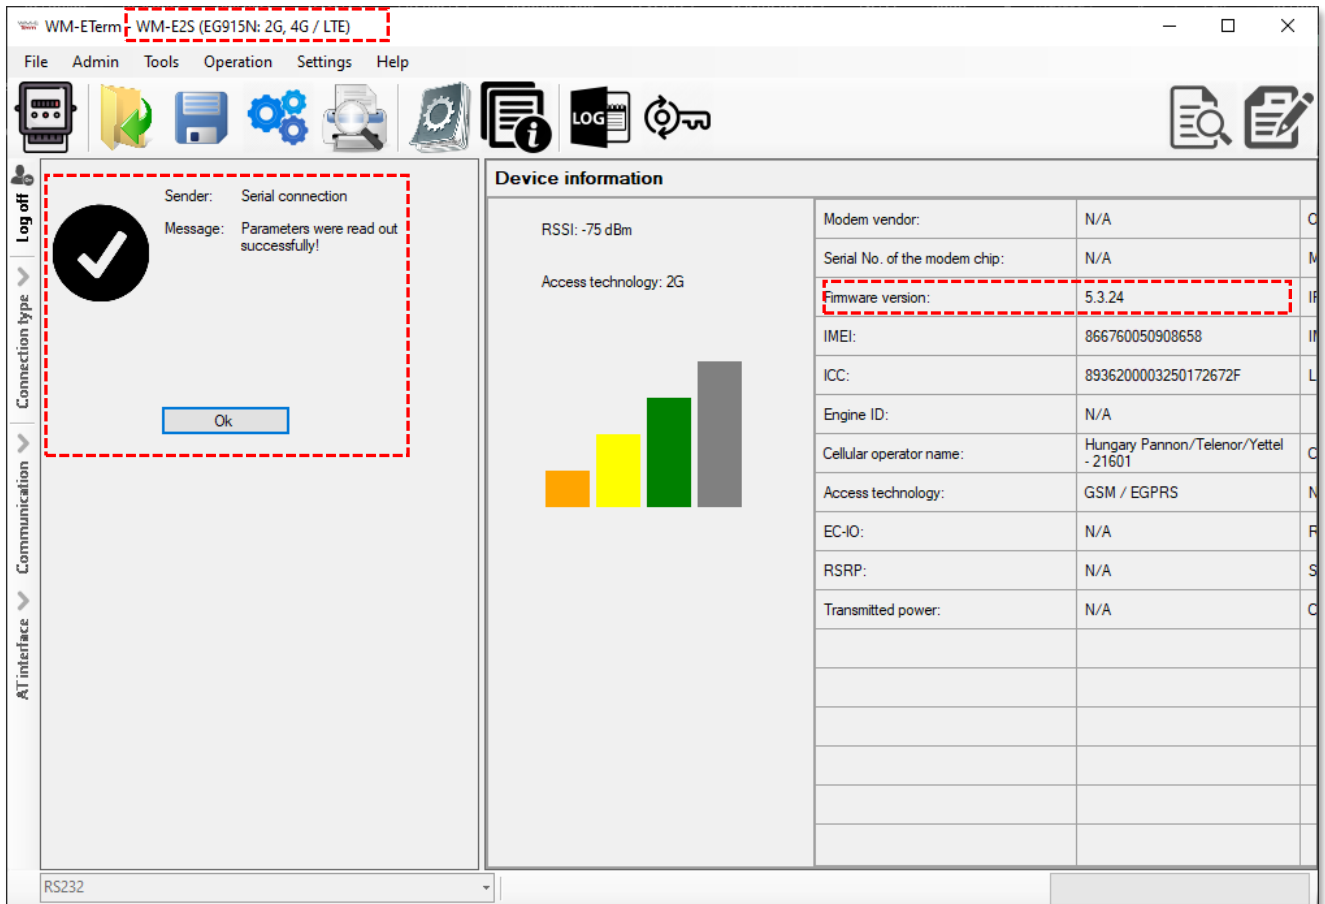 WM-ETerm - WM-E2S (EG915N: 2G, 4G / LTE)
File Admin Tools Operation Settings Help
LOG
Log off
Connection type
Communication
AT interface
Sender: Serial connection
Message: Parameters were read out
successfully!
Ok
Device information
RSSI: -75 dBm
Access technology: 2G
Modem vendor: N/A
Serial No. of the modem chip: N/A
Firmware version: 5.3.24
IMEI: 866760050908658
ICC: 8936200003250172672F
Engine ID: N/A
Cellular operator name: Hungary Pannon/Telenor/Yettel
- 21601
Access technology: GSM / EGPRS
EC-IO: N/A
RSRP: N/A
Transmitted power: N/A
RS232